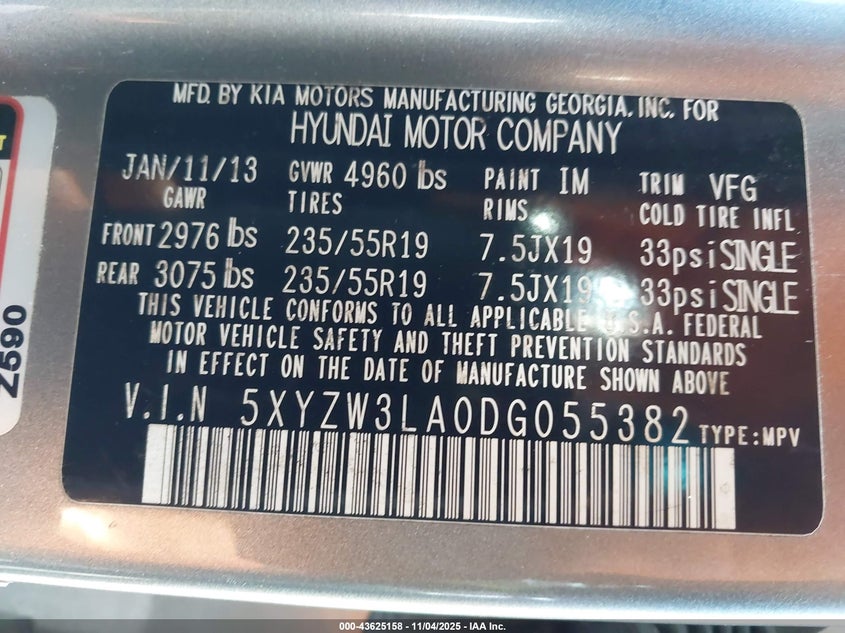 MFD. BY KIA MOTORS MANUFACTURING GEORGIA, INC. FOR
HYUNDAI MOTOR COMPANY
JAN/11/13 GVWR 4960 lbs PAINT IM TRIM VFG
GAWR TIRES RIMS COLD TIRE INFL
FRONT 2976 lbs 235/55R19 7.5JX19 33psi SINGLE
REAR 3075 lbs 235/55R19 7.5JX19 33psi SINGLE
THIS VEHICLE CONFORMS TO ALL APPLICABLE U.S.A. FEDERAL
MOTOR VEHICLE SAFETY AND THEFT PREVENTION STANDARDS
IN EFFECT ON THE DATE OF MANUFACTURE SHOWN ABOVE
V.I.N 5XYZW3LA0DG055382 TYPE:MPV
Z590
000-43625158 - 11/04/2025 - IAA Inc.